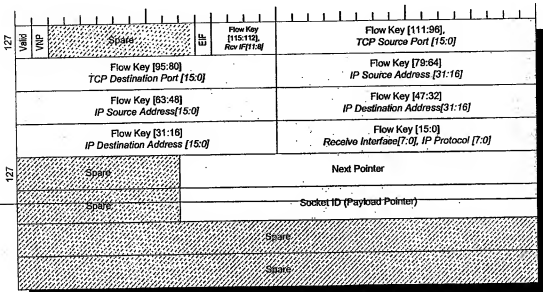 127 Valid VNP Spare EIF Flow Key [115:112], Rcv IF[11:8] Flow Key [111:96], TCP Source Port [15:0]
Flow Key [95:80] TCP Destination Port [15:0] Flow Key [79:64] IP Source Address [31:16]
Flow Key [63:48] IP Source Address[15:0] Flow Key [47:32] IP Destination Address[31:16]
Flow Key [31:16] IP Destination Address [15:0] Flow Key [15:0] Receive Interface[7:0], IP Protocol [7:0]
127 Spare Next Pointer
Spare Socket ID (Payload Pointer)
Spare
Spare